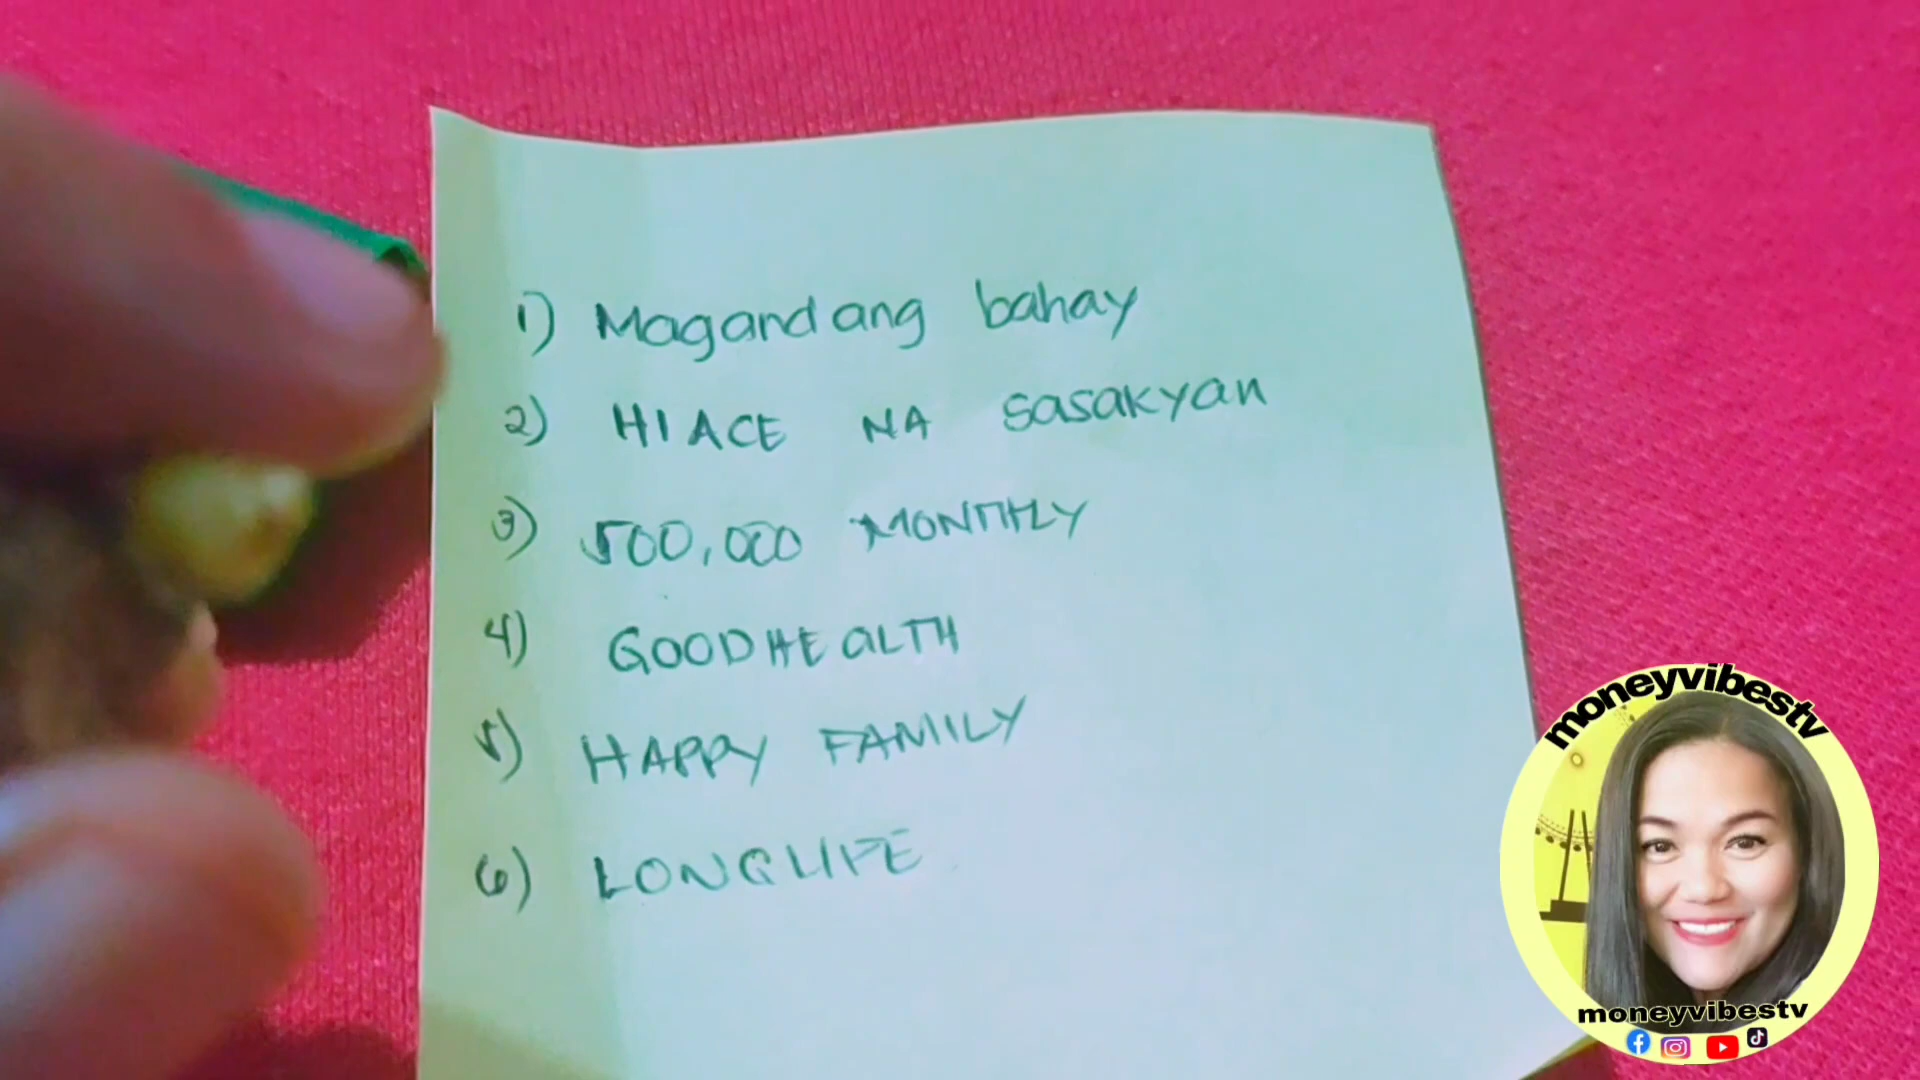 1) Magandang bahay
2) HIACE NA sasakyan
3) 500,000 MONTHLY
4) GOODHEALTH
5) HAPPY FAMILY
6) LONGLIFE
moneyvibestv
moneyvibestv